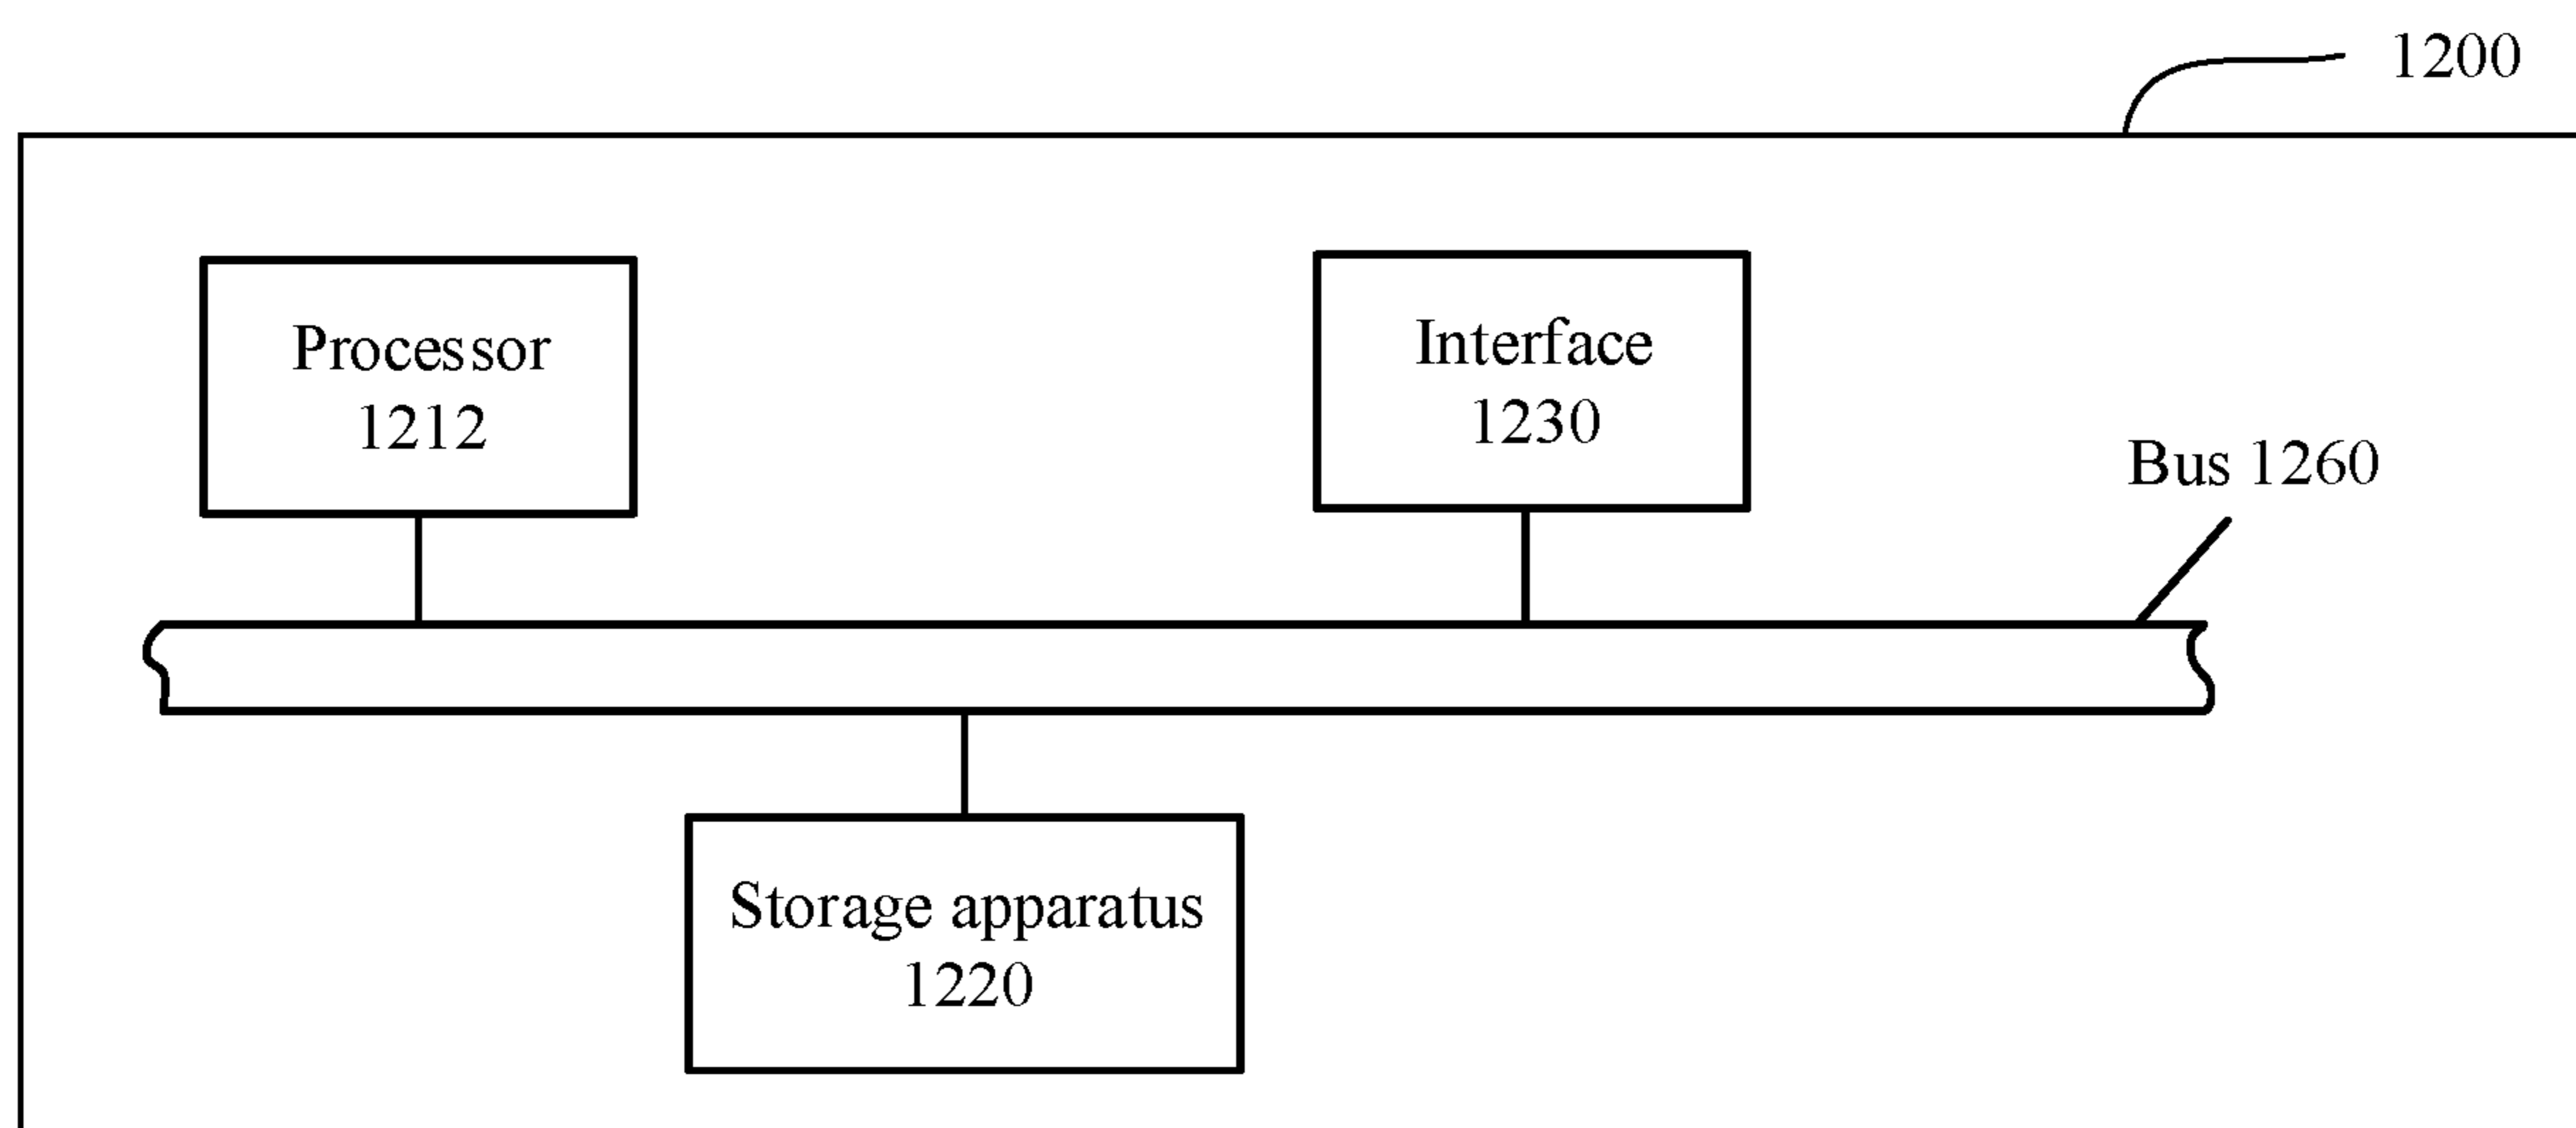 1200
Processor
1212
Interface
1230
Bus 1260
Storage apparatus
1220